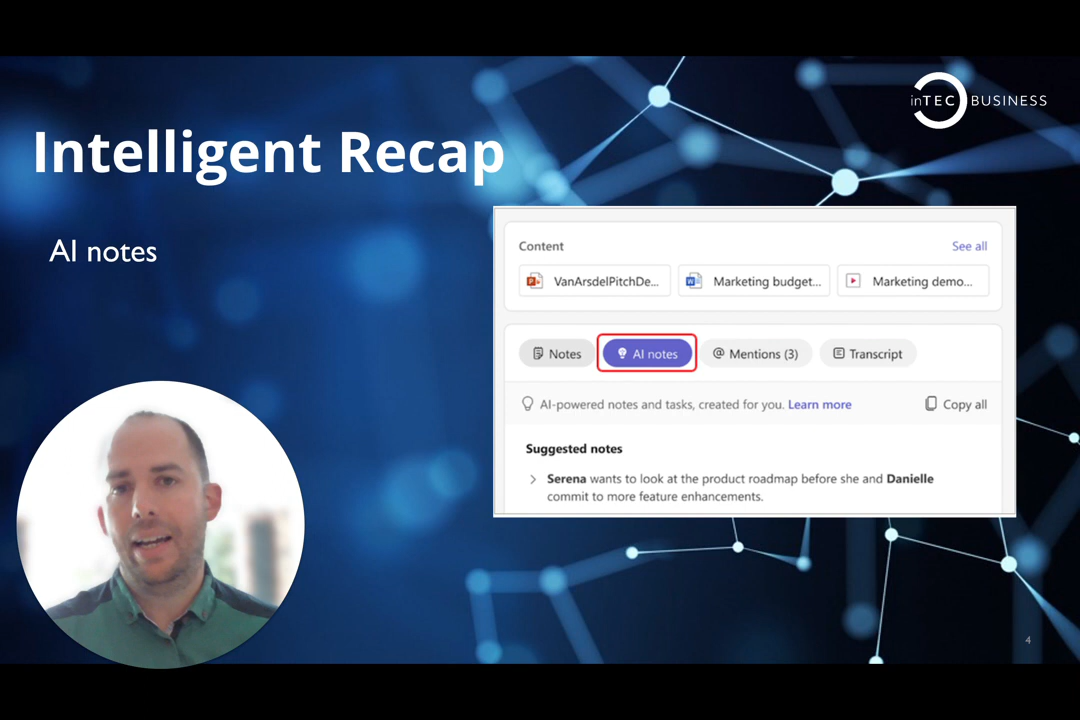 inTEC BUSINESS
Intelligent Recap
AI notes
Content
See all
VanArsdelPitchDe...
Marketing budget...
Marketing demo...
Notes
AI notes
@ Mentions (3)
Transcript
AI-powered notes and tasks, created for you. Learn more
Copy all
Suggested notes
Serena wants to look at the product roadmap before she and Danielle
commit to more feature enhancements.
4